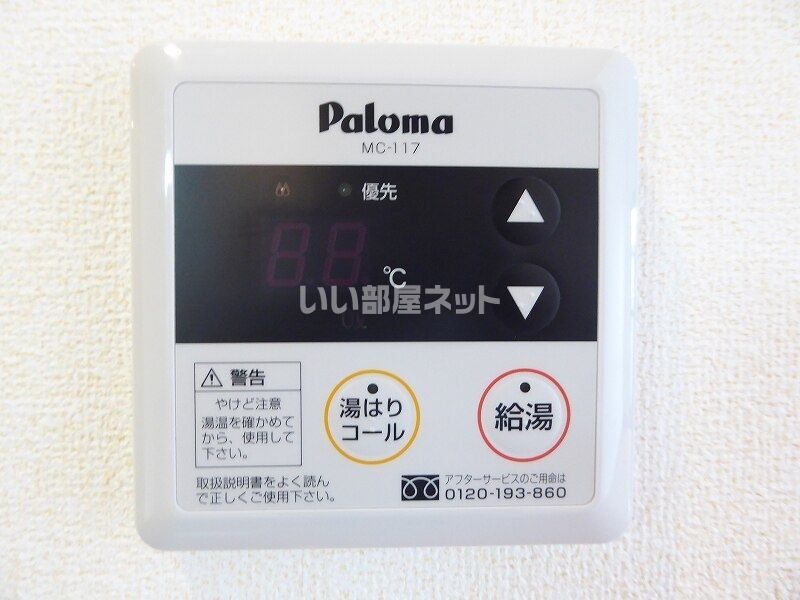 Paloma
MC-117
優先
88
℃
いい部屋ネット
警告
やけど注意
湯温を確かめて
から、使用して
下さい。
湯はり
コール
給湯
取扱説明書をよく読ん
で正しくご使用下さい。
アフターサービスのご用命は
0120-193-860